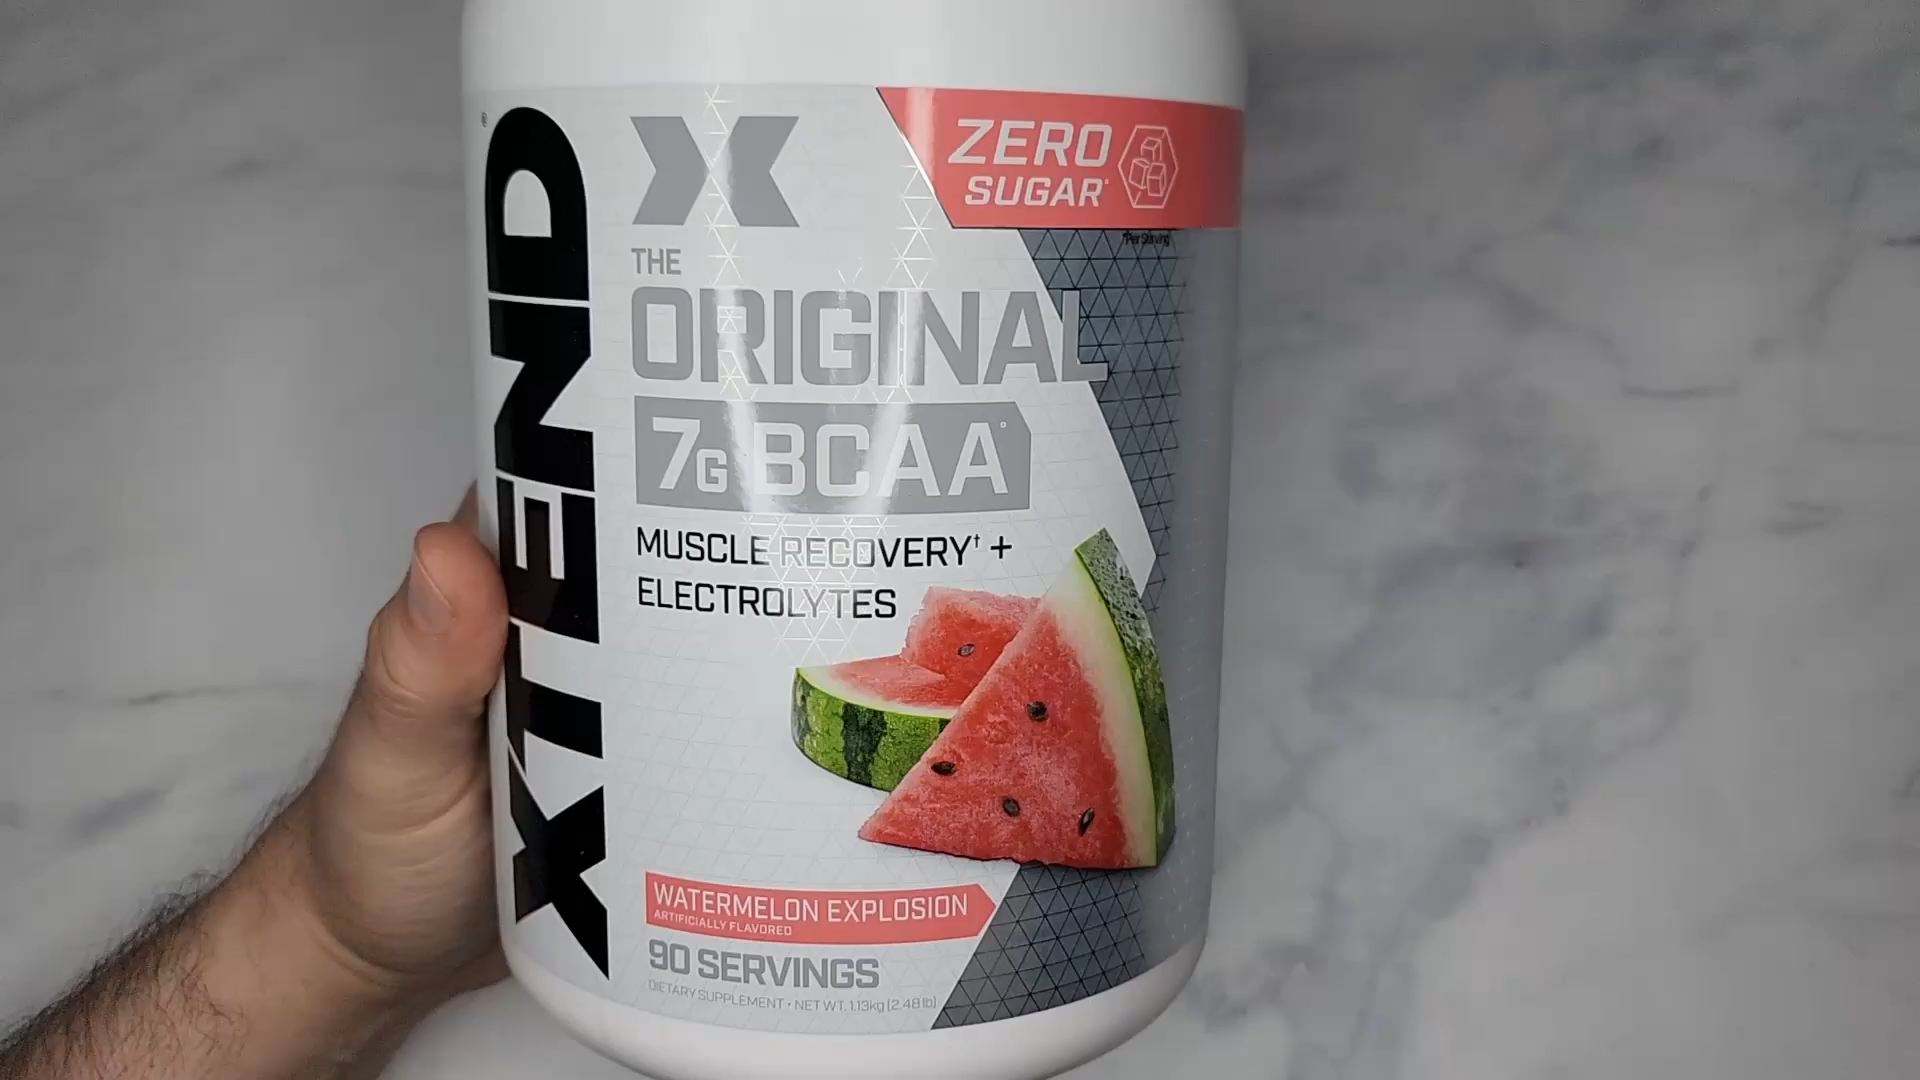 XTEND®
ZERO
SUGAR*
*Per Serving
THE
ORIGINAL
7G BCAA°
MUSCLE RECOVERY† +
ELECTROLYTES
WATERMELON EXPLOSION
ARTIFICIALLY FLAVORED
90 SERVINGS
DIETARY SUPPLEMENT • NET WT. 1.13kg (2.48 lb)